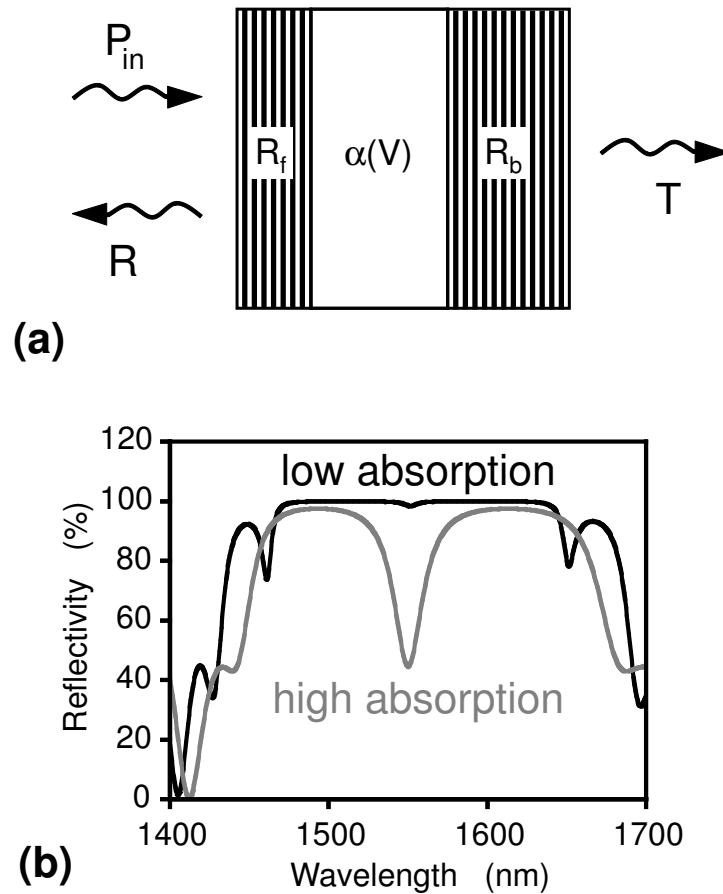 P_in
R_f
α(V)
R_b
T
R
(a)
120
100
80
60
40
20
0
Reflectivity (%)
low absorption
high absorption
1400 1500 1600 1700
Wavelength (nm)
(b)